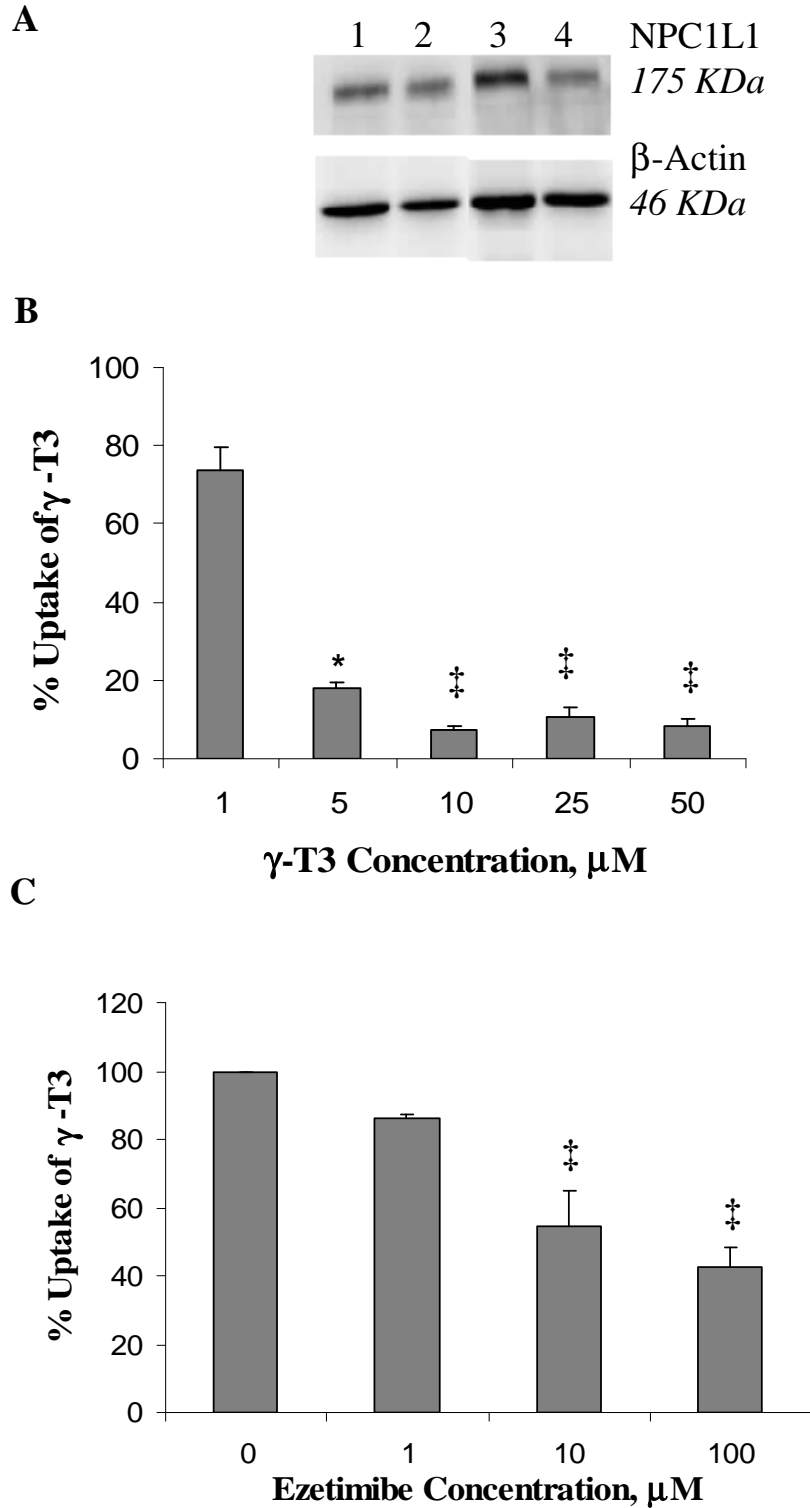 A
1 2 3 4 NPC1L1
175 KDa
β-Actin
46 KDa
B
100
80
60
40
20
0
% Uptake of γ -T3
*
‡
‡
‡
1 5 10 25 50
γ-T3 Concentration, μM
C
120
100
80
60
40
20
0
% Uptake of γ -T3
‡
‡
0 1 10 100
Ezetimibe Concentration, μM